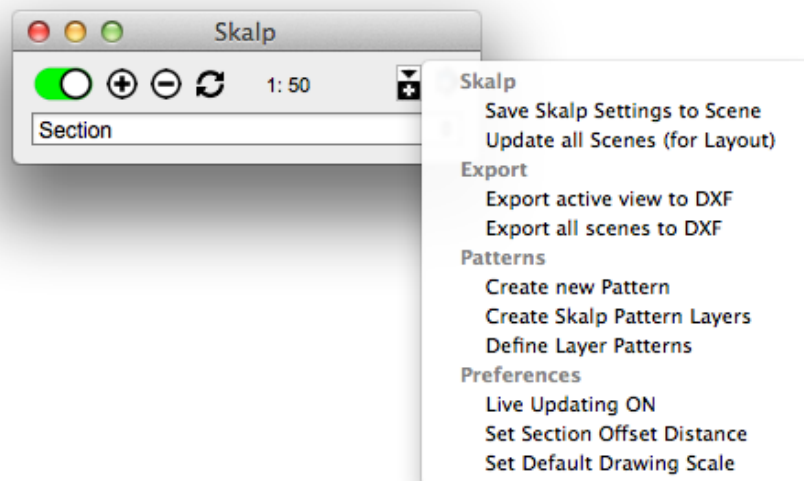 Skalp
1: 50
Section
Skalp
Save Skalp Settings to Scene
Update all Scenes (for Layout)
Export
Export active view to DXF
Export all scenes to DXF
Patterns
Create new Pattern
Create Skalp Pattern Layers
Define Layer Patterns
Preferences
Live Updating ON
Set Section Offset Distance
Set Default Drawing Scale